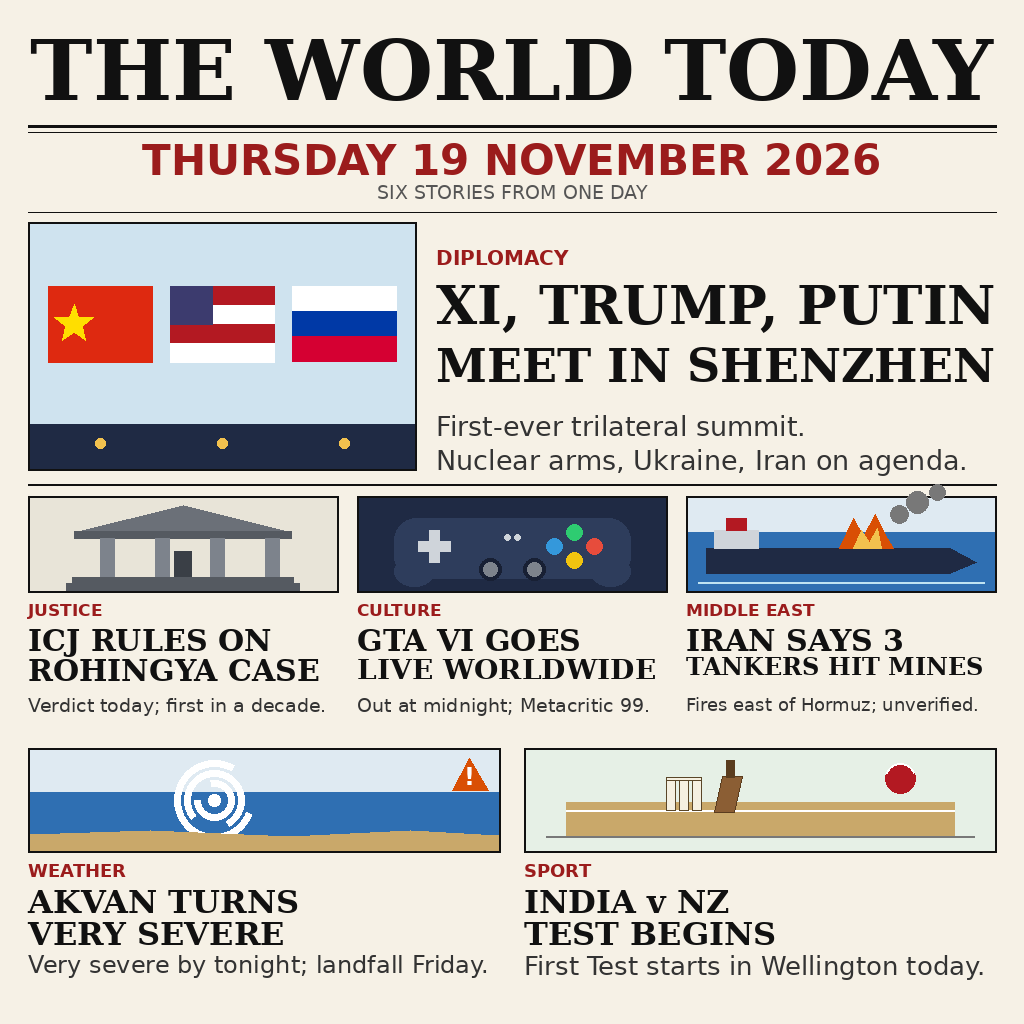 THE WORLD TODAY
THURSDAY 19 NOVEMBER 2026
SIX STORIES FROM ONE DAY
DIPLOMACY
XI, TRUMP, PUTIN
MEET IN SHENZHEN
First-ever trilateral summit.
Nuclear arms, Ukraine, Iran on agenda.
JUSTICE
ICJ RULES ON
ROHINGYA CASE
Verdict today; first in a decade.
CULTURE
GTA VI GOES
LIVE WORLDWIDE
Out at midnight; Metacritic 99.
MIDDLE EAST
IRAN SAYS 3
TANKERS HIT MINES
Fires east of Hormuz; unverified.
!
WEATHER
AKVAN TURNS
VERY SEVERE
Very severe by tonight; landfall Friday.
SPORT
INDIA v NZ
TEST BEGINS
First Test starts in Wellington today.